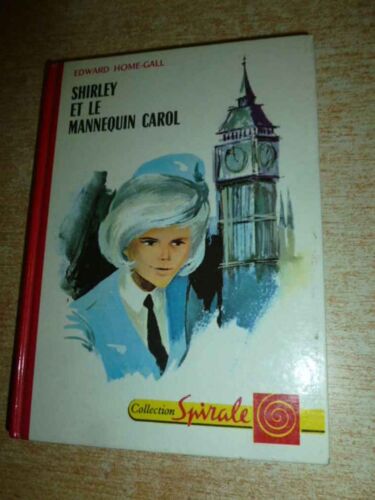 EDWARD HOME-GALL
SHIRLEY
ET LE
MANNEQUIN CAROL
Collection Spirale